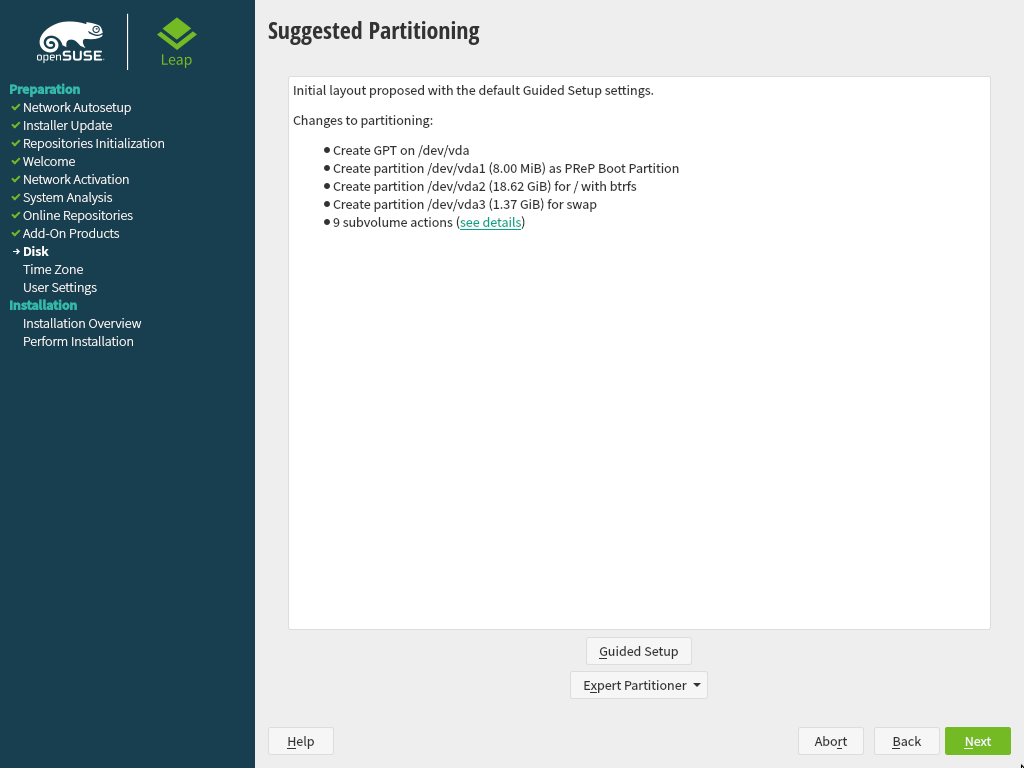 openSUSE
Leap
Preparation
Network Autosetup
Installer Update
Repositories Initialization
Welcome
Network Activation
System Analysis
Online Repositories
Add-On Products
Disk
Time Zone
User Settings
Installation
Installation Overview
Perform Installation
Suggested Partitioning
Initial layout proposed with the default Guided Setup settings.
Changes to partitioning:
Create GPT on /dev/vda
Create partition /dev/vda1 (8.00 MiB) as PReP Boot Partition
Create partition /dev/vda2 (18.62 GiB) for / with btrfs
Create partition /dev/vda3 (1.37 GiB) for swap
9 subvolume actions (see details)
Guided Setup
Expert Partitioner
Help
Abort
Back
Next